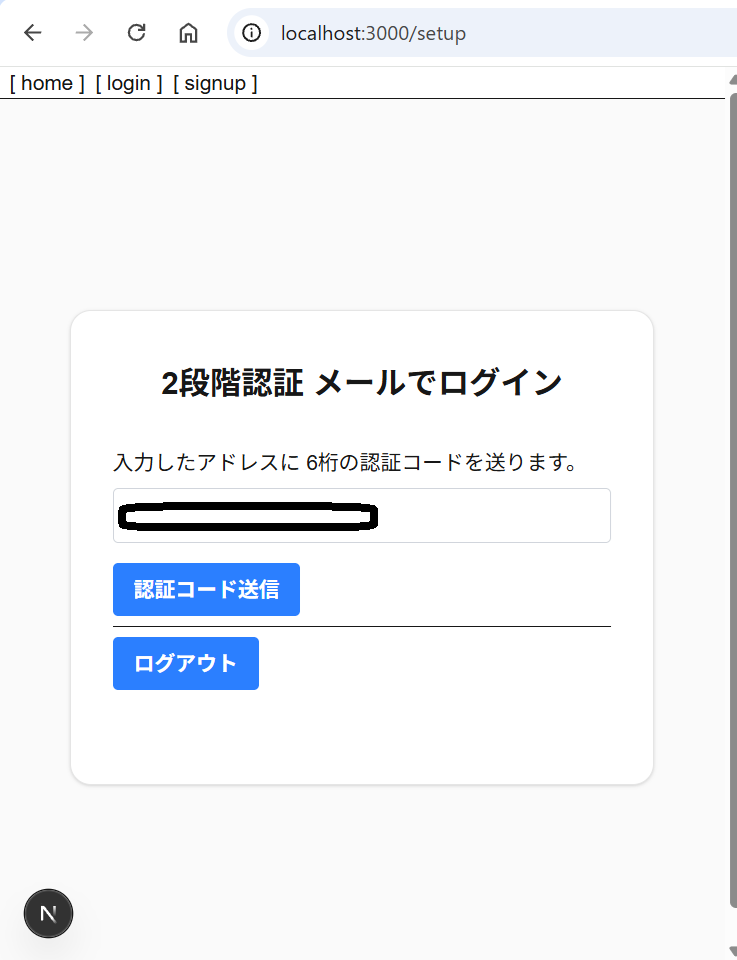 localhost:3000/setup
[ home ] [ login ] [ signup ]
2段階認証 メールでログイン
入力したアドレスに 6桁の認証コードを送ります。
認証コード送信
ログアウト
N